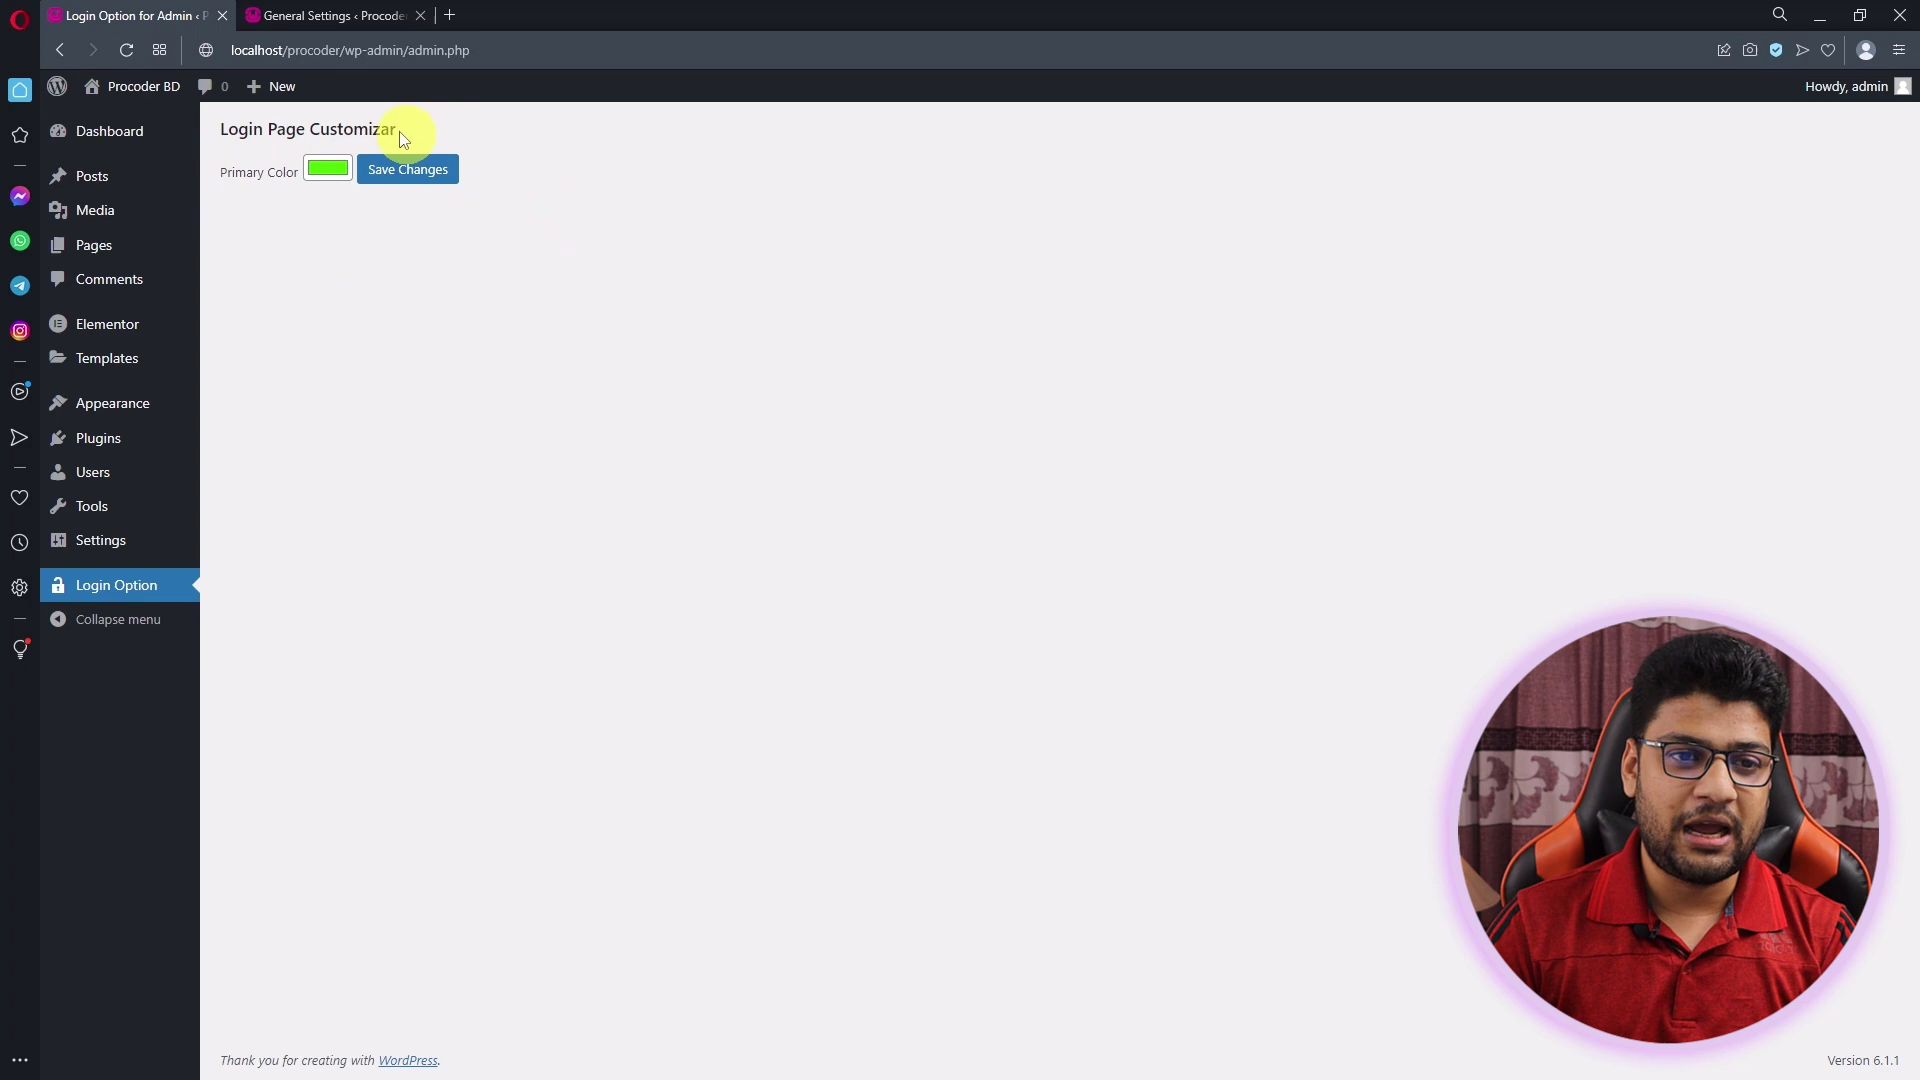 Login Option for Admin ‹ P
General Settings ‹ Procoder
localhost/procoder/wp-admin/admin.php
Procoder BD
0
New
Howdy, admin
Dashboard
Posts
Media
Pages
Comments
Elementor
Templates
Appearance
Plugins
Users
Tools
Settings
Login Option
Collapse menu
Login Page Customizar
Primary Color
Save Changes
adidas
Thank you for creating with WordPress.
Version 6.1.1